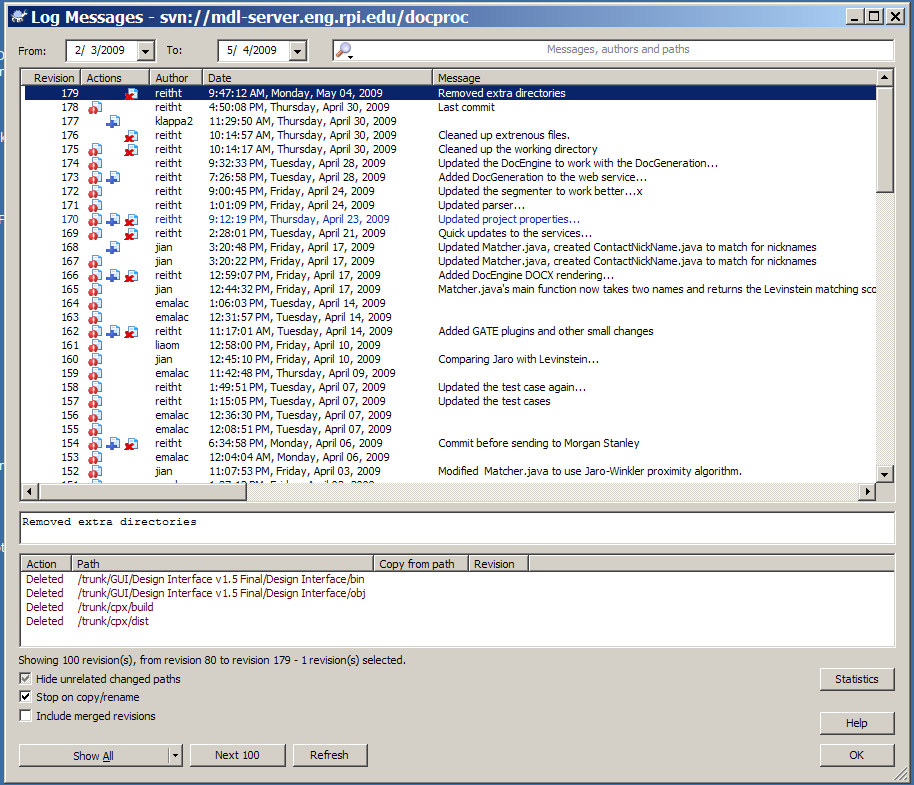 Log Messages - svn://mdl-server.eng.rpi.edu/docproc
From: 2/ 3/2009 To: 5/ 4/2009 Messages, authors and paths
Revision Actions Author Date Message
179 reitht 9:47:12 AM, Monday, May 04, 2009 Removed extra directories
178 reitht 4:50:08 PM, Thursday, April 30, 2009 Last commit
177 klappa2 11:29:50 AM, Thursday, April 30, 2009
176 reitht 10:14:57 AM, Thursday, April 30, 2009 Cleaned up extrenous files.
175 reitht 10:14:17 AM, Thursday, April 30, 2009 Cleaned up the working directory
174 reitht 9:32:33 PM, Tuesday, April 28, 2009 Updated the DocEngine to work with the DocGeneration...
173 reitht 7:26:58 PM, Tuesday, April 28, 2009 Added DocGeneration to the web service...
172 reitht 9:00:45 PM, Friday, April 24, 2009 Updated the segmenter to work better...x
171 reitht 1:01:09 PM, Friday, April 24, 2009 Updated parser...
170 reitht 9:12:19 PM, Thursday, April 23, 2009 Updated project properties...
169 reitht 2:28:01 PM, Tuesday, April 21, 2009 Quick updates to the services...
168 jian 3:20:48 PM, Friday, April 17, 2009 Updated Matcher.java, created ContactNickName.java to match for nicknames
167 jian 3:20:22 PM, Friday, April 17, 2009 Updated Matcher.java, created ContactNickName.java to match for nicknames
166 reitht 12:59:07 PM, Friday, April 17, 2009 Added DocEngine DOCX rendering...
165 jian 12:44:32 PM, Friday, April 17, 2009 Matcher.java's main function now takes two names and returns the Levinstein matching sco
164 emalac 1:06:03 PM, Tuesday, April 14, 2009
163 emalac 12:31:57 PM, Tuesday, April 14, 2009
162 reitht 11:17:01 AM, Tuesday, April 14, 2009 Added GATE plugins and other small changes
161 liaom 12:58:00 PM, Friday, April 10, 2009
160 jian 12:45:10 PM, Friday, April 10, 2009 Comparing Jaro with Levinstein...
159 emalac 11:42:48 PM, Thursday, April 09, 2009
158 reitht 1:49:51 PM, Tuesday, April 07, 2009 Updated the test case again...
157 reitht 1:15:05 PM, Tuesday, April 07, 2009 Updated the test cases
156 emalac 12:36:30 PM, Tuesday, April 07, 2009
155 emalac 12:08:51 PM, Tuesday, April 07, 2009
154 reitht 6:34:58 PM, Monday, April 06, 2009 Commit before sending to Morgan Stanley
153 emalac 12:04:04 AM, Monday, April 06, 2009
152 jian 11:07:53 PM, Friday, April 03, 2009 Modified Matcher.java to use Jaro-Winkler proximity algorithm.
Removed extra directories
Action Path Copy from path Revision
Deleted /trunk/GUI/Design Interface v1.5 Final/Design Interface/bin
Deleted /trunk/GUI/Design Interface v1.5 Final/Design Interface/obj
Deleted /trunk/cpx/build
Deleted /trunk/cpx/dist
Showing 100 revision(s), from revision 80 to revision 179 - 1 revision(s) selected.
Hide unrelated changed paths Statistics
Stop on copy/rename
Include merged revisions Help
Show All Next 100 Refresh OK